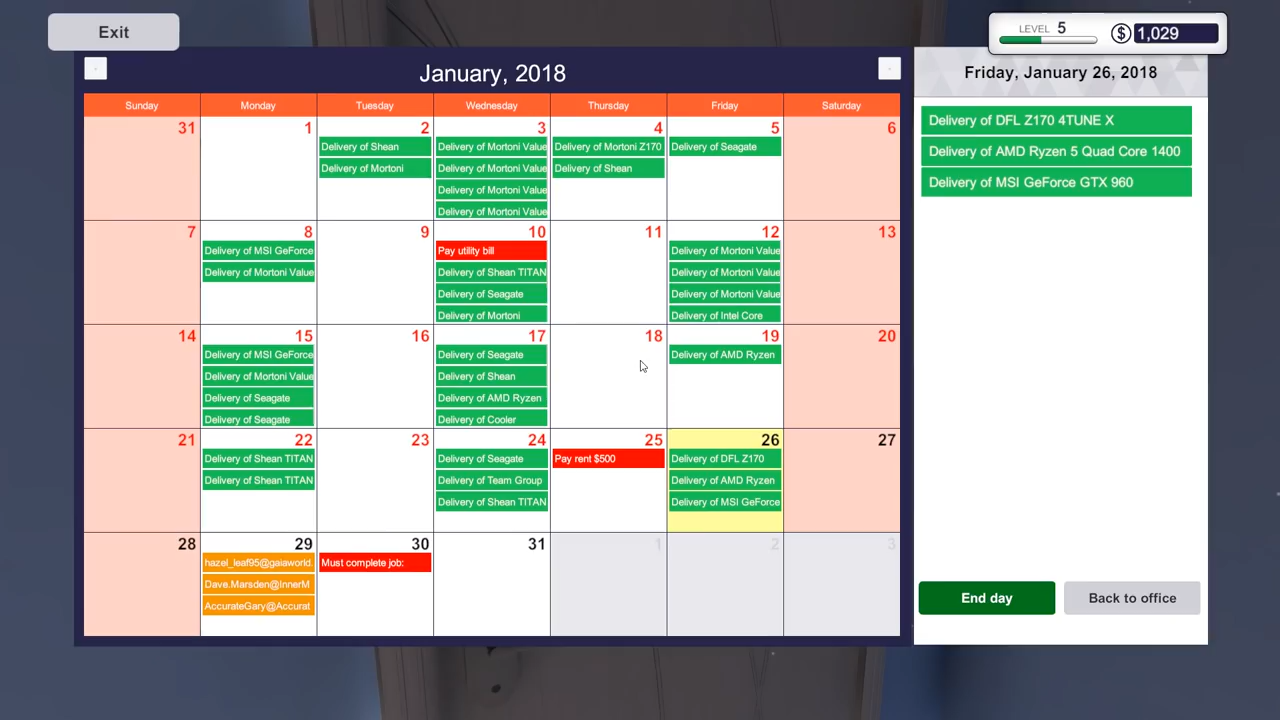 Exit
LEVEL 5
$ 1,029
January, 2018
Sunday Monday Tuesday Wednesday Thursday Friday Saturday
31 1 2 3 4 5 6
Delivery of Shean
Delivery of Mortoni
Delivery of Mortoni Value
Delivery of Mortoni Value
Delivery of Mortoni Value
Delivery of Mortoni Value
Delivery of Mortoni Z170
Delivery of Shean
Delivery of Seagate
7 8 9 10 11 12 13
Delivery of MSI GeForce
Delivery of Mortoni Value
Pay utility bill
Delivery of Shean TITAN
Delivery of Seagate
Delivery of Mortoni
Delivery of Mortoni Value
Delivery of Mortoni Value
Delivery of Mortoni Value
Delivery of Intel Core
14 15 16 17 18 19 20
Delivery of MSI GeForce
Delivery of Mortoni Value
Delivery of Seagate
Delivery of Seagate
Delivery of Seagate
Delivery of Shean
Delivery of AMD Ryzen
Delivery of Cooler
Delivery of AMD Ryzen
21 22 23 24 25 26 27
Delivery of Shean TITAN
Delivery of Shean TITAN
Delivery of Seagate
Delivery of Team Group
Delivery of Shean TITAN
Pay rent $500
Delivery of DFL Z170
Delivery of AMD Ryzen
Delivery of MSI GeForce
28 29 30 31 1 2 3
hazel_leaf95@gaiaworld.
Dave.Marsden@InnerM
AccurateGary@Accurat
Must complete job:
Friday, January 26, 2018
Delivery of DFL Z170 4TUNE X
Delivery of AMD Ryzen 5 Quad Core 1400
Delivery of MSI GeForce GTX 960
End day
Back to office